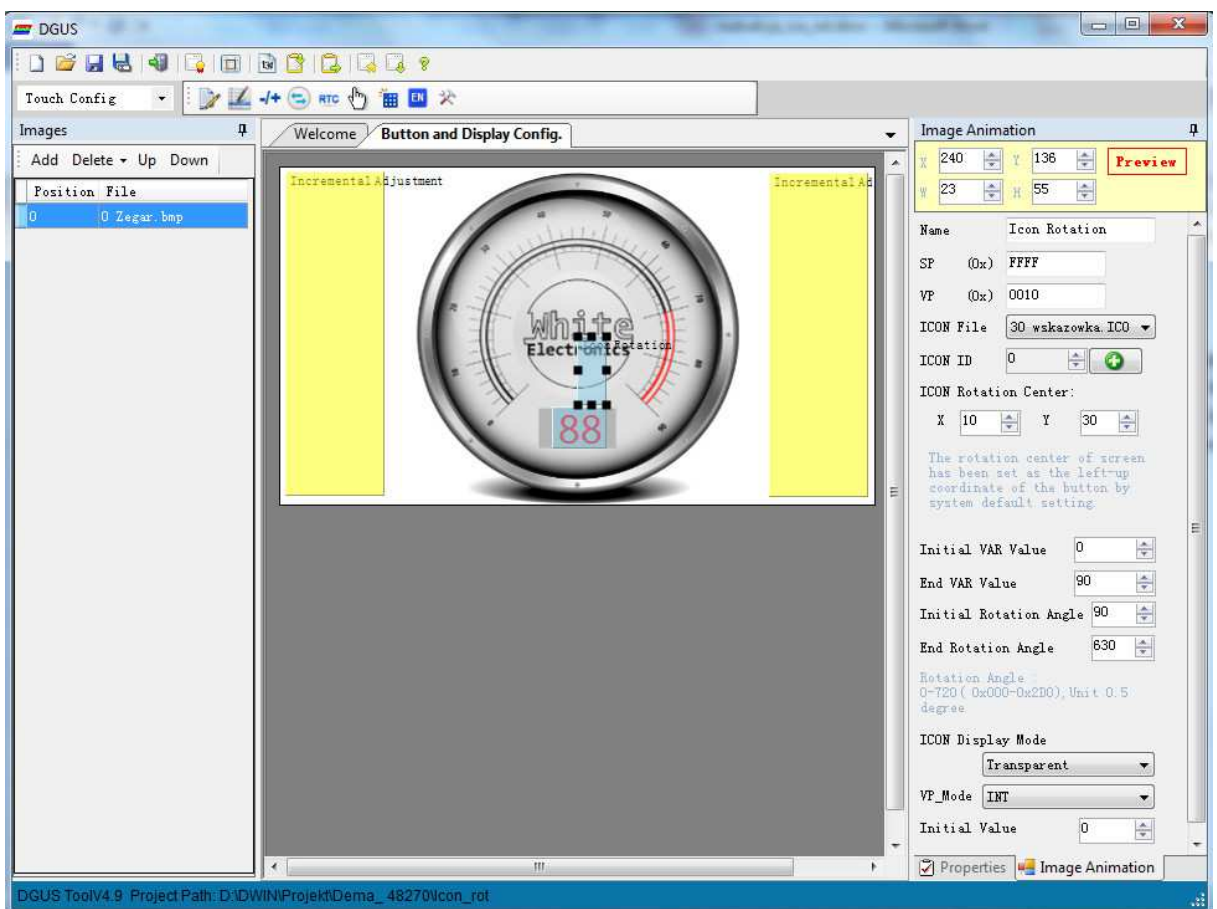 DGUS
Touch Config
-/+ RTC EN
Images
Add Delete Up Down
Position File
0 0 Zegar.bmp
Welcome Button and Display Config.
Incremental Adjustment
Incremental Ad
White
Electronics
Icon Rotation
88
Image Animation
X 240 Y 136 Preview
W 23 H 55
Name Icon Rotation
SP (0x) FFFF
VP (0x) 0010
ICON File 30 wskazowka.ICO
ICON ID 0
ICON Rotation Center:
X 10 Y 30
The rotation center of screen
has been set as the left-up
coordinate of the button by
system default setting
Initial VAR Value 0
End VAR Value 90
Initial Rotation Angle 90
End Rotation Angle 630
Rotation Angle :
0-720( 0x000-0x2D0),Unit 0.5
degree
ICON Display Mode
Transparent
VP_Mode INT
Initial Value 0
Properties Image Animation
DGUS ToolV4.9 Project Path: D:\DWIN\Projekt\Dema_ 48270\Icon_rot